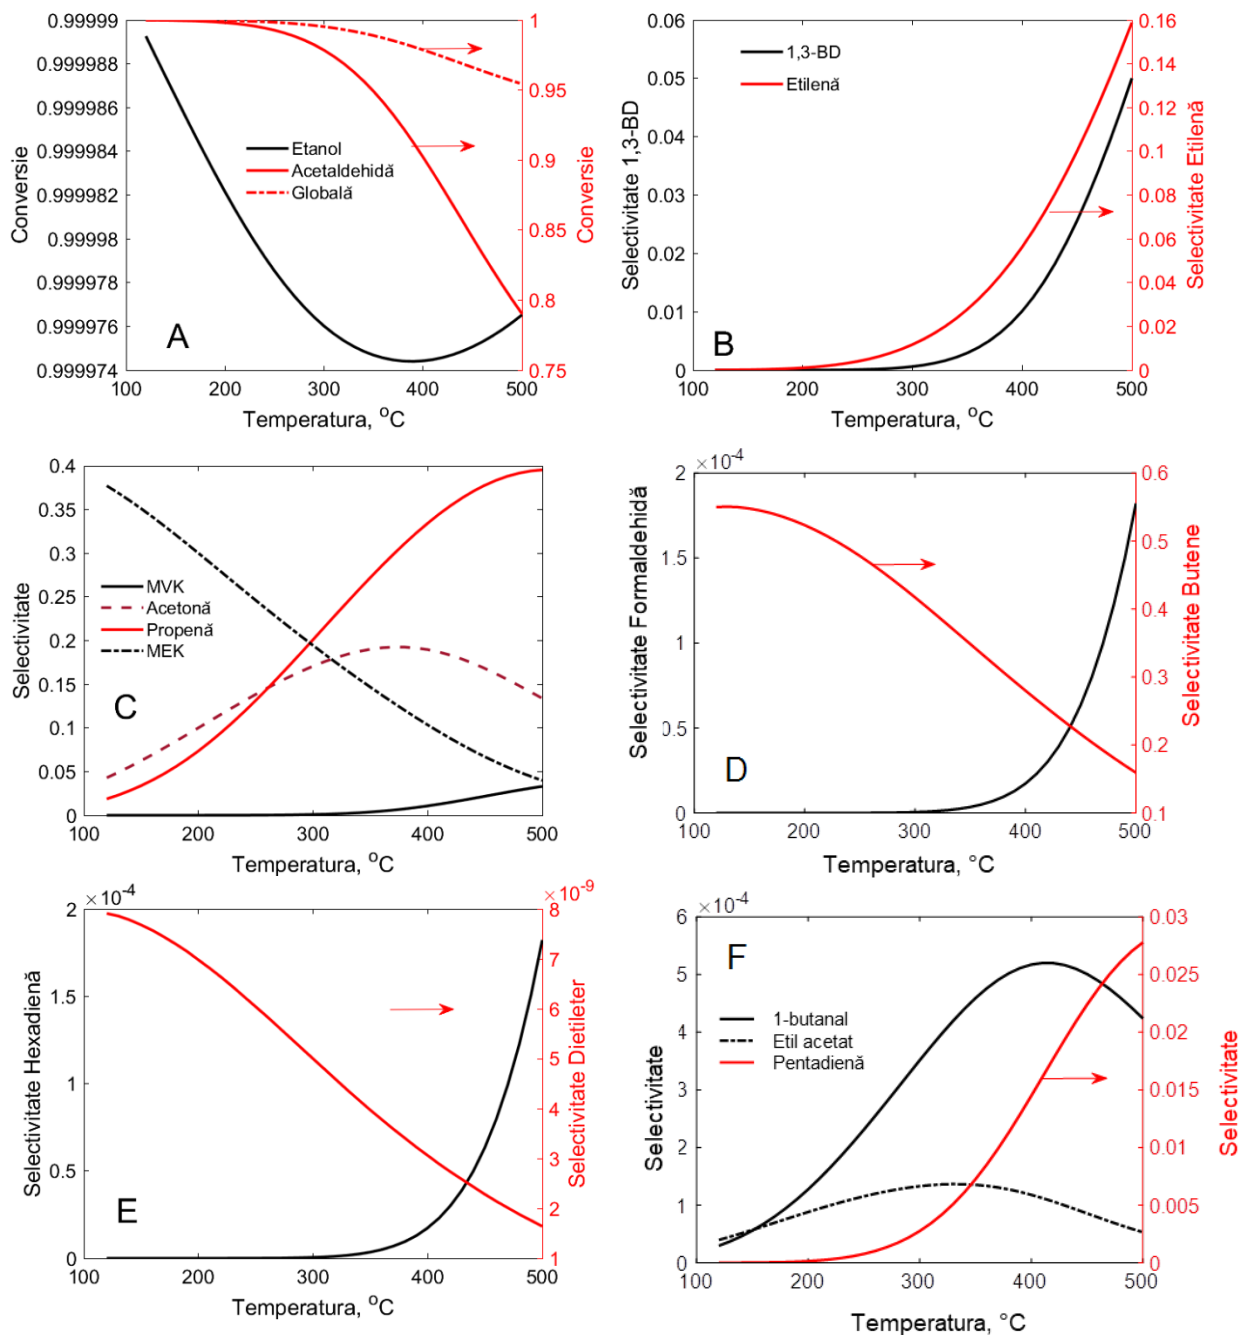 0.99999
0.999988
0.999986
0.999984
0.999982
0.99998
0.999978
0.999976
0.999974
Conversie
1
0.95
0.9
0.85
0.8
0.75
Conversie
Etanol
Acetaldehidă
Globală
A
100 200 300 400 500
Temperatura, °C
0.06
0.05
0.04
0.03
0.02
0.01
0
Selectivitate 1,3-BD
0.16
0.14
0.12
0.1
0.08
0.06
0.04
0.02
0
Selectivitate Etilenă
1,3-BD
Etilenă
B
100 200 300 400 500
Temperatura, °C
0.4
0.35
0.3
0.25
0.2
0.15
0.1
0.05
0
Selectivitate
MVK
Acetonă
Propenă
MEK
C
100 200 300 400 500
Temperatura, °C
×10-4
2
1.5
1
0.5
0
Selectivitate Formaldehidă
0.6
0.5
0.4
0.3
0.2
0.1
Selectivitate Butene
D
100 200 300 400 500
Temperatura, °C
×10-4
2
1.5
1
0.5
0
Selectivitate Hexadienă
×10-9
8
7
6
5
4
3
2
1
Selectivitate Dietileter
E
100 200 300 400 500
Temperatura, °C
×10-4
6
5
4
3
2
1
0
Selectivitate
0.03
0.025
0.02
0.015
0.01
0.005
0
Selectivitate
F
1-butanal
Etil acetat
Pentadienă
100 200 300 400 500
Temperatura, °C